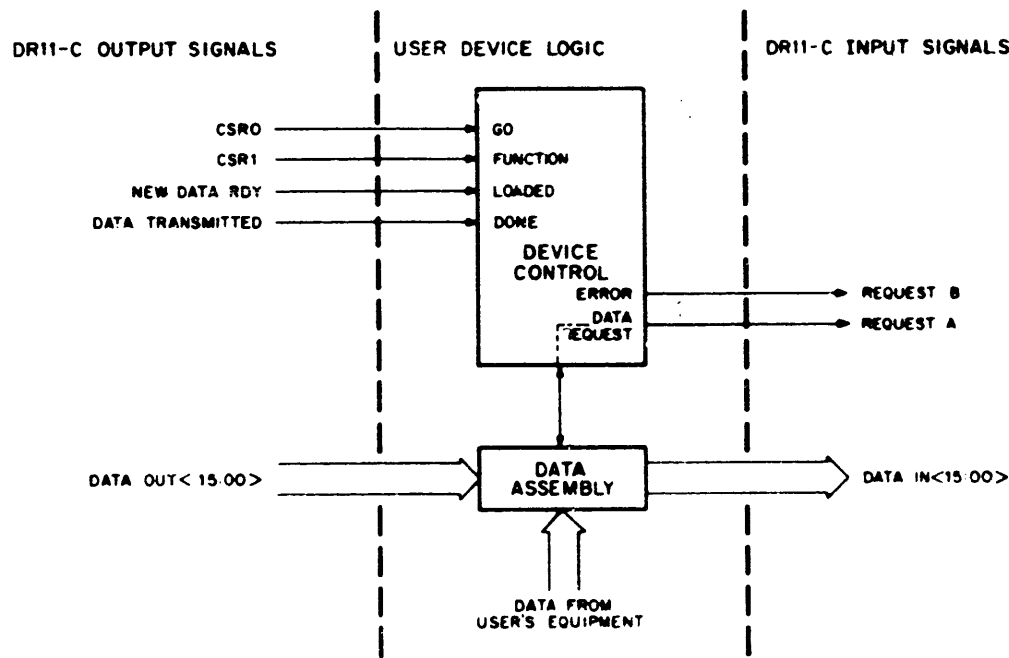 DR11-C OUTPUT SIGNALS
USER DEVICE LOGIC
DR11-C INPUT SIGNALS
CSR0
GO
CSR1
FUNCTION
NEW DATA RDY
LOADED
DATA TRANSMITTED
DONE
DEVICE
CONTROL
ERROR
REQUEST B
DATA
REQUEST
REQUEST A
DATA OUT<15:00>
DATA
ASSEMBLY
DATA IN<15:00>
DATA FROM
USER'S EQUIPMENT